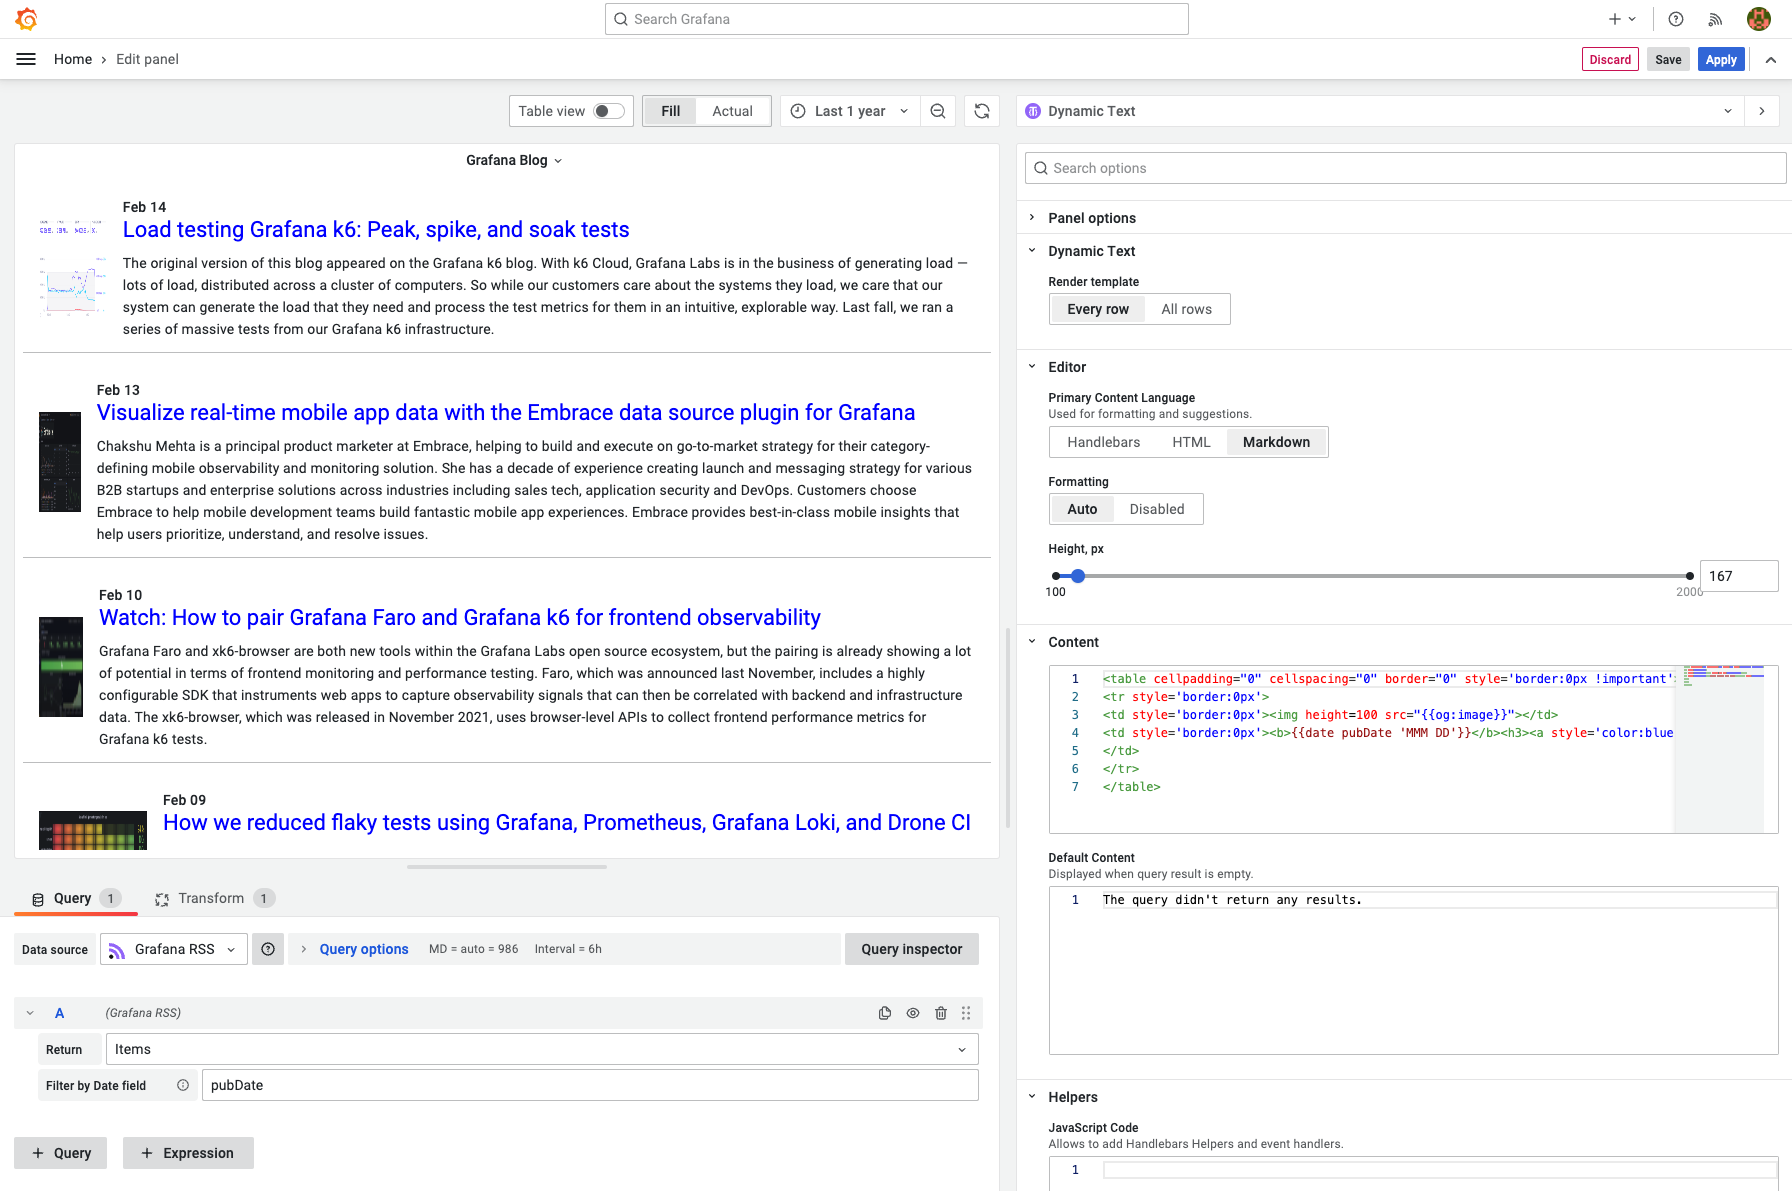 Search Grafana
Home › Edit panel
Discard Save Apply
Table view Fill Actual Last 1 year
Dynamic Text
Grafana Blog
Feb 14
Load testing Grafana k6: Peak, spike, and soak tests
The original version of this blog appeared on the Grafana k6 blog. With k6 Cloud, Grafana Labs is in the business of generating load —
lots of load, distributed across a cluster of computers. So while our customers care about the systems they load, we care that our
system can generate the load that they need and process the test metrics for them in an intuitive, explorable way. Last fall, we ran a
series of massive tests from our Grafana k6 infrastructure.
Feb 13
Visualize real-time mobile app data with the Embrace data source plugin for Grafana
Chakshu Mehta is a principal product marketer at Embrace, helping to build and execute on go-to-market strategy for their category-
defining mobile observability and monitoring solution. She has a decade of experience creating launch and messaging strategy for various
B2B startups and enterprise solutions across industries including sales tech, application security and DevOps. Customers choose
Embrace to help mobile development teams build fantastic mobile app experiences. Embrace provides best-in-class mobile insights that
help users prioritize, understand, and resolve issues.
Feb 10
Watch: How to pair Grafana Faro and Grafana k6 for frontend observability
Grafana Faro and xk6-browser are both new tools within the Grafana Labs open source ecosystem, but the pairing is already showing a lot
of potential in terms of frontend monitoring and performance testing. Faro, which was announced last November, includes a highly
configurable SDK that instruments web apps to capture observability signals that can then be correlated with backend and infrastructure
data. The xk6-browser, which was released in November 2021, uses browser-level APIs to collect frontend performance metrics for
Grafana k6 tests.
Feb 09
How we reduced flaky tests using Grafana, Prometheus, Grafana Loki, and Drone CI
Query 1 Transform 1
Data source Grafana RSS Query options MD = auto = 986 Interval = 6h Query inspector
A (Grafana RSS)
Return Items
Filter by Date field pubDate
+ Query + Expression
Search options
Panel options
Dynamic Text
Render template
Every row All rows
Editor
Primary Content Language
Used for formatting and suggestions.
Handlebars HTML Markdown
Formatting
Auto Disabled
Height, px
167
100 2000
Content
1 <table cellpadding="0" cellspacing="0" border="0" style='border:0px !important'>
2 <tr style='border:0px'>
3 <td style='border:0px'><img height=100 src="{{og:image}}"></td>
4 <td style='border:0px'><b>{{date pubDate 'MMM DD'}}</b><h3><a style='color:blue
5 </td>
6 </tr>
7 </table>
Default Content
Displayed when query result is empty.
1 The query didn't return any results.
Helpers
JavaScript Code
Allows to add Handlebars Helpers and event handlers.
1